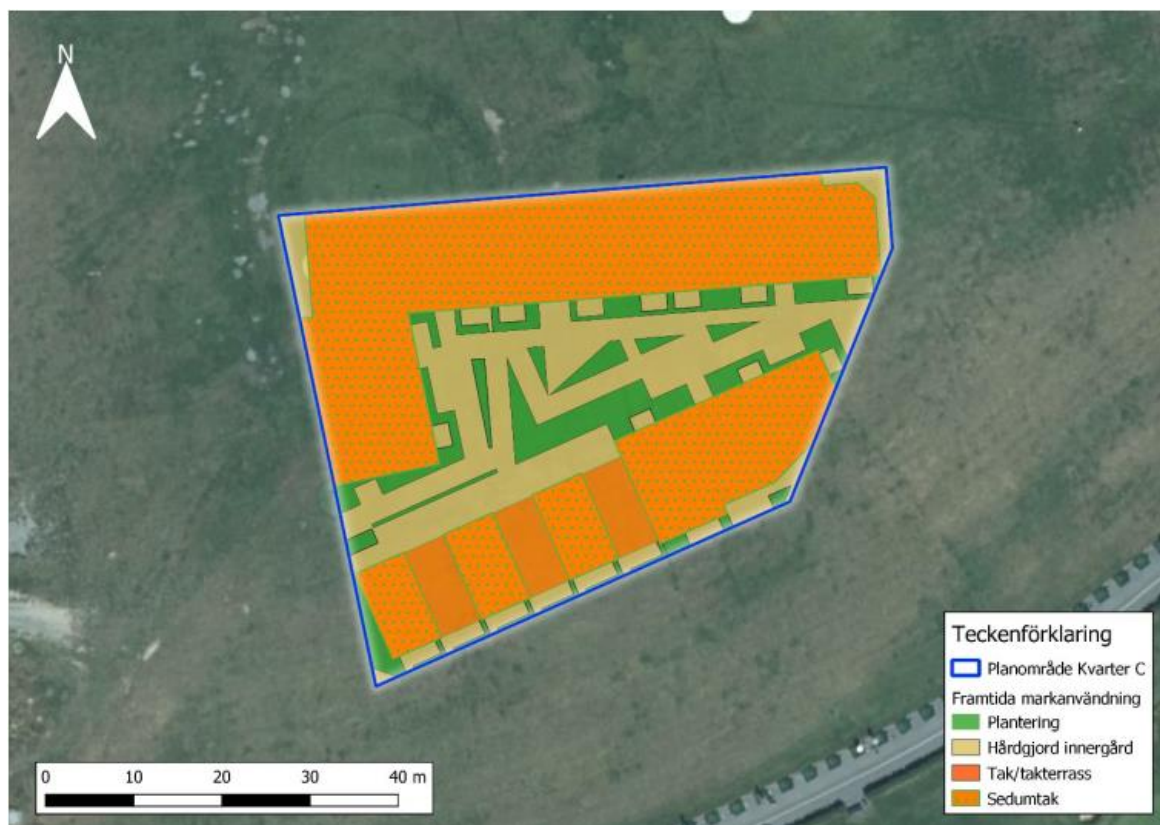 N
0 10 20 30 40 m
Teckenförklaring
Planområde Kvarter C
Framtida markanvändning
Plantering
Hårdgjord innergård
Tak/takterrass
Sedumtak